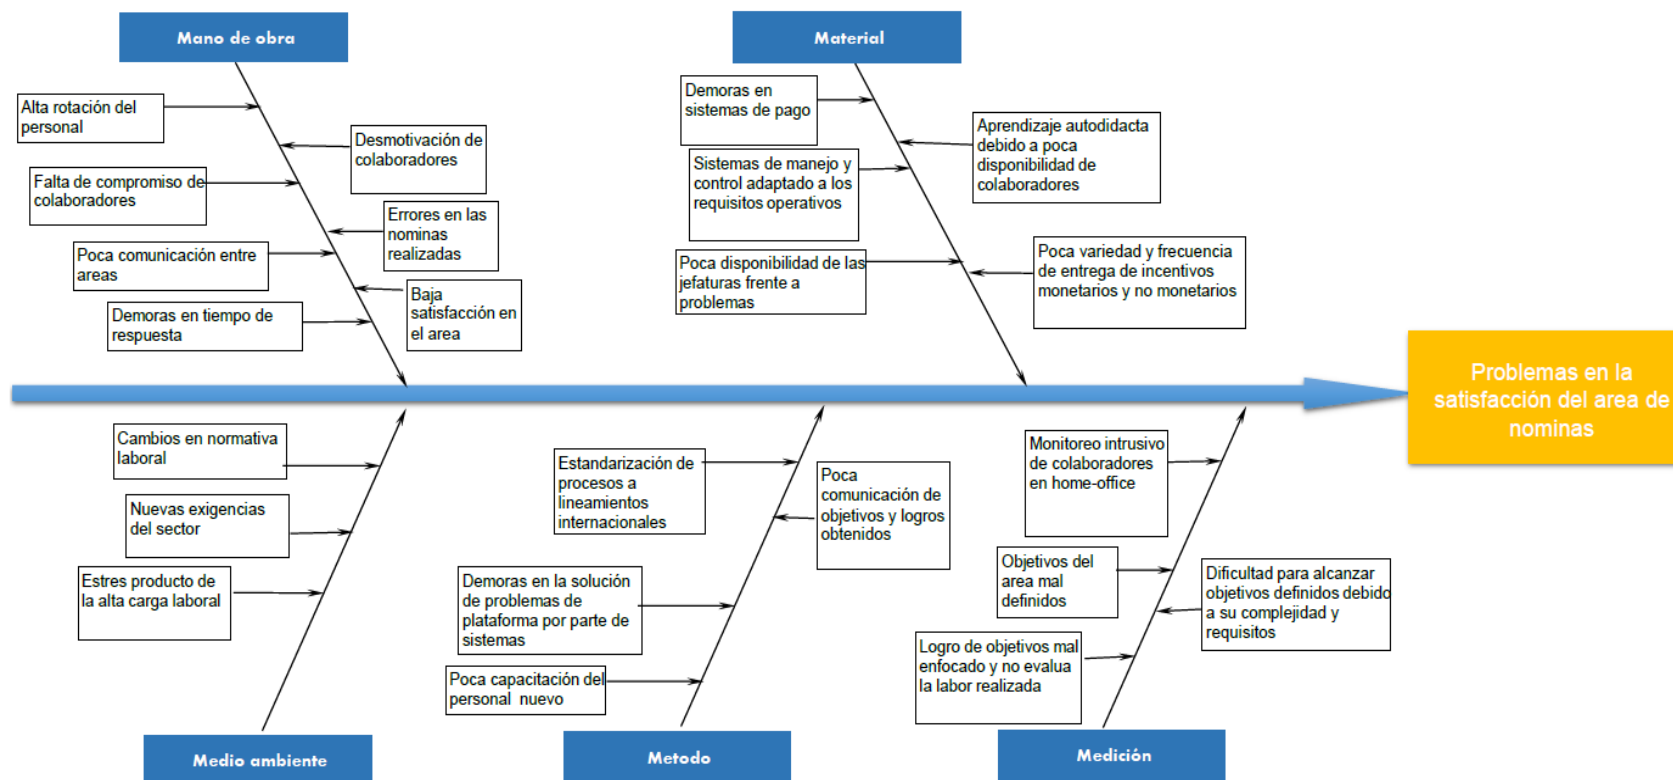 Mano de obra
Material
Alta rotación del
personal
Desmotivación de
colaboradores
Falta de compromiso de
colaboradores
Errores en las
nominas
realizadas
Poca comunicación entre
areas
Baja
satisfacción en
el area
Demoras en tiempo de
respuesta
Demoras en
sistemas de pago
Aprendizaje autodidacta
debido a poca
disponibilidad de
colaboradores
Sistemas de manejo y
control adaptado a los
requisitos operativos
Poca disponibilidad de las
jefaturas frente a
problemas
Poca variedad y frecuencia
de entrega de incentivos
monetarios y no monetarios
Problemas en la
satisfacción del area de
nominas
Cambios en normativa
laboral
Nuevas exigencias
del sector
Estres producto de
la alta carga laboral
Estandarización de
procesos a
lineamientos
internacionales
Poca
comunicación de
objetivos y logros
obtenidos
Demoras en la solución
de problemas de
plataforma por parte de
sistemas
Poca capacitación del
personal nuevo
Monitoreo intrusivo
de colaboradores
en home-office
Objetivos del
area mal
definidos
Dificultad para alcanzar
objetivos definidos debido
a su complejidad y
requisitos
Logro de objetivos mal
enfocado y no evalua
la labor realizada
Medio ambiente
Metodo
Medición